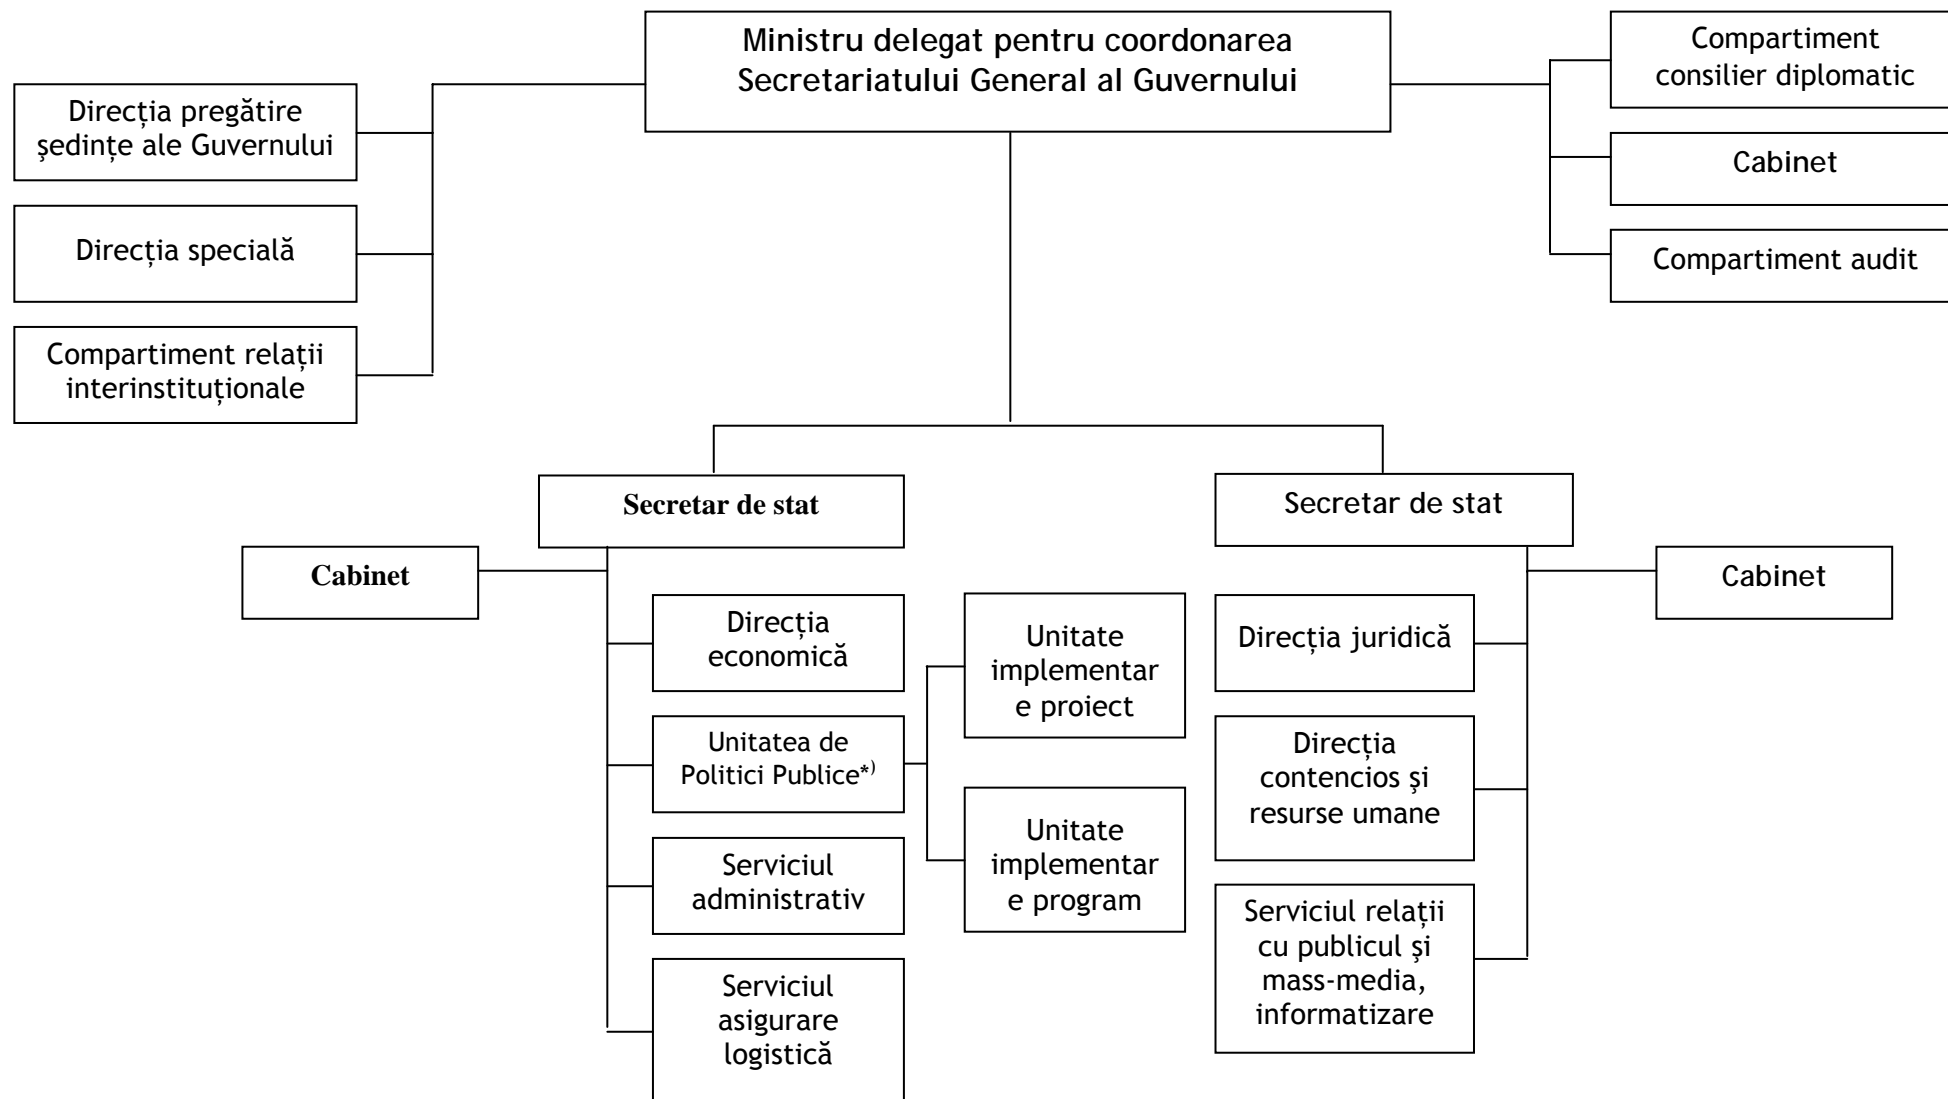 Ministru delegat pentru coordonarea
Secretariatului General al Guvernului
Compartiment
consilier diplomatic
Direcția pregătire
şedințe ale Guvernului
Cabinet
Direcția specială
Compartiment audit
Compartiment relații
interinstituționale
Secretar de stat
Secretar de stat
Cabinet
Cabinet
Direcția
economică
Unitatea de
Politici Publice*)
Serviciul
administrativ
Serviciul
asigurare
logistică
Unitate
implementar
e proiect
Unitate
implementar
e program
Direcția juridică
Direcția
contencios şi
resurse umane
Serviciul relații
cu publicul şi
mass-media,
informatizare